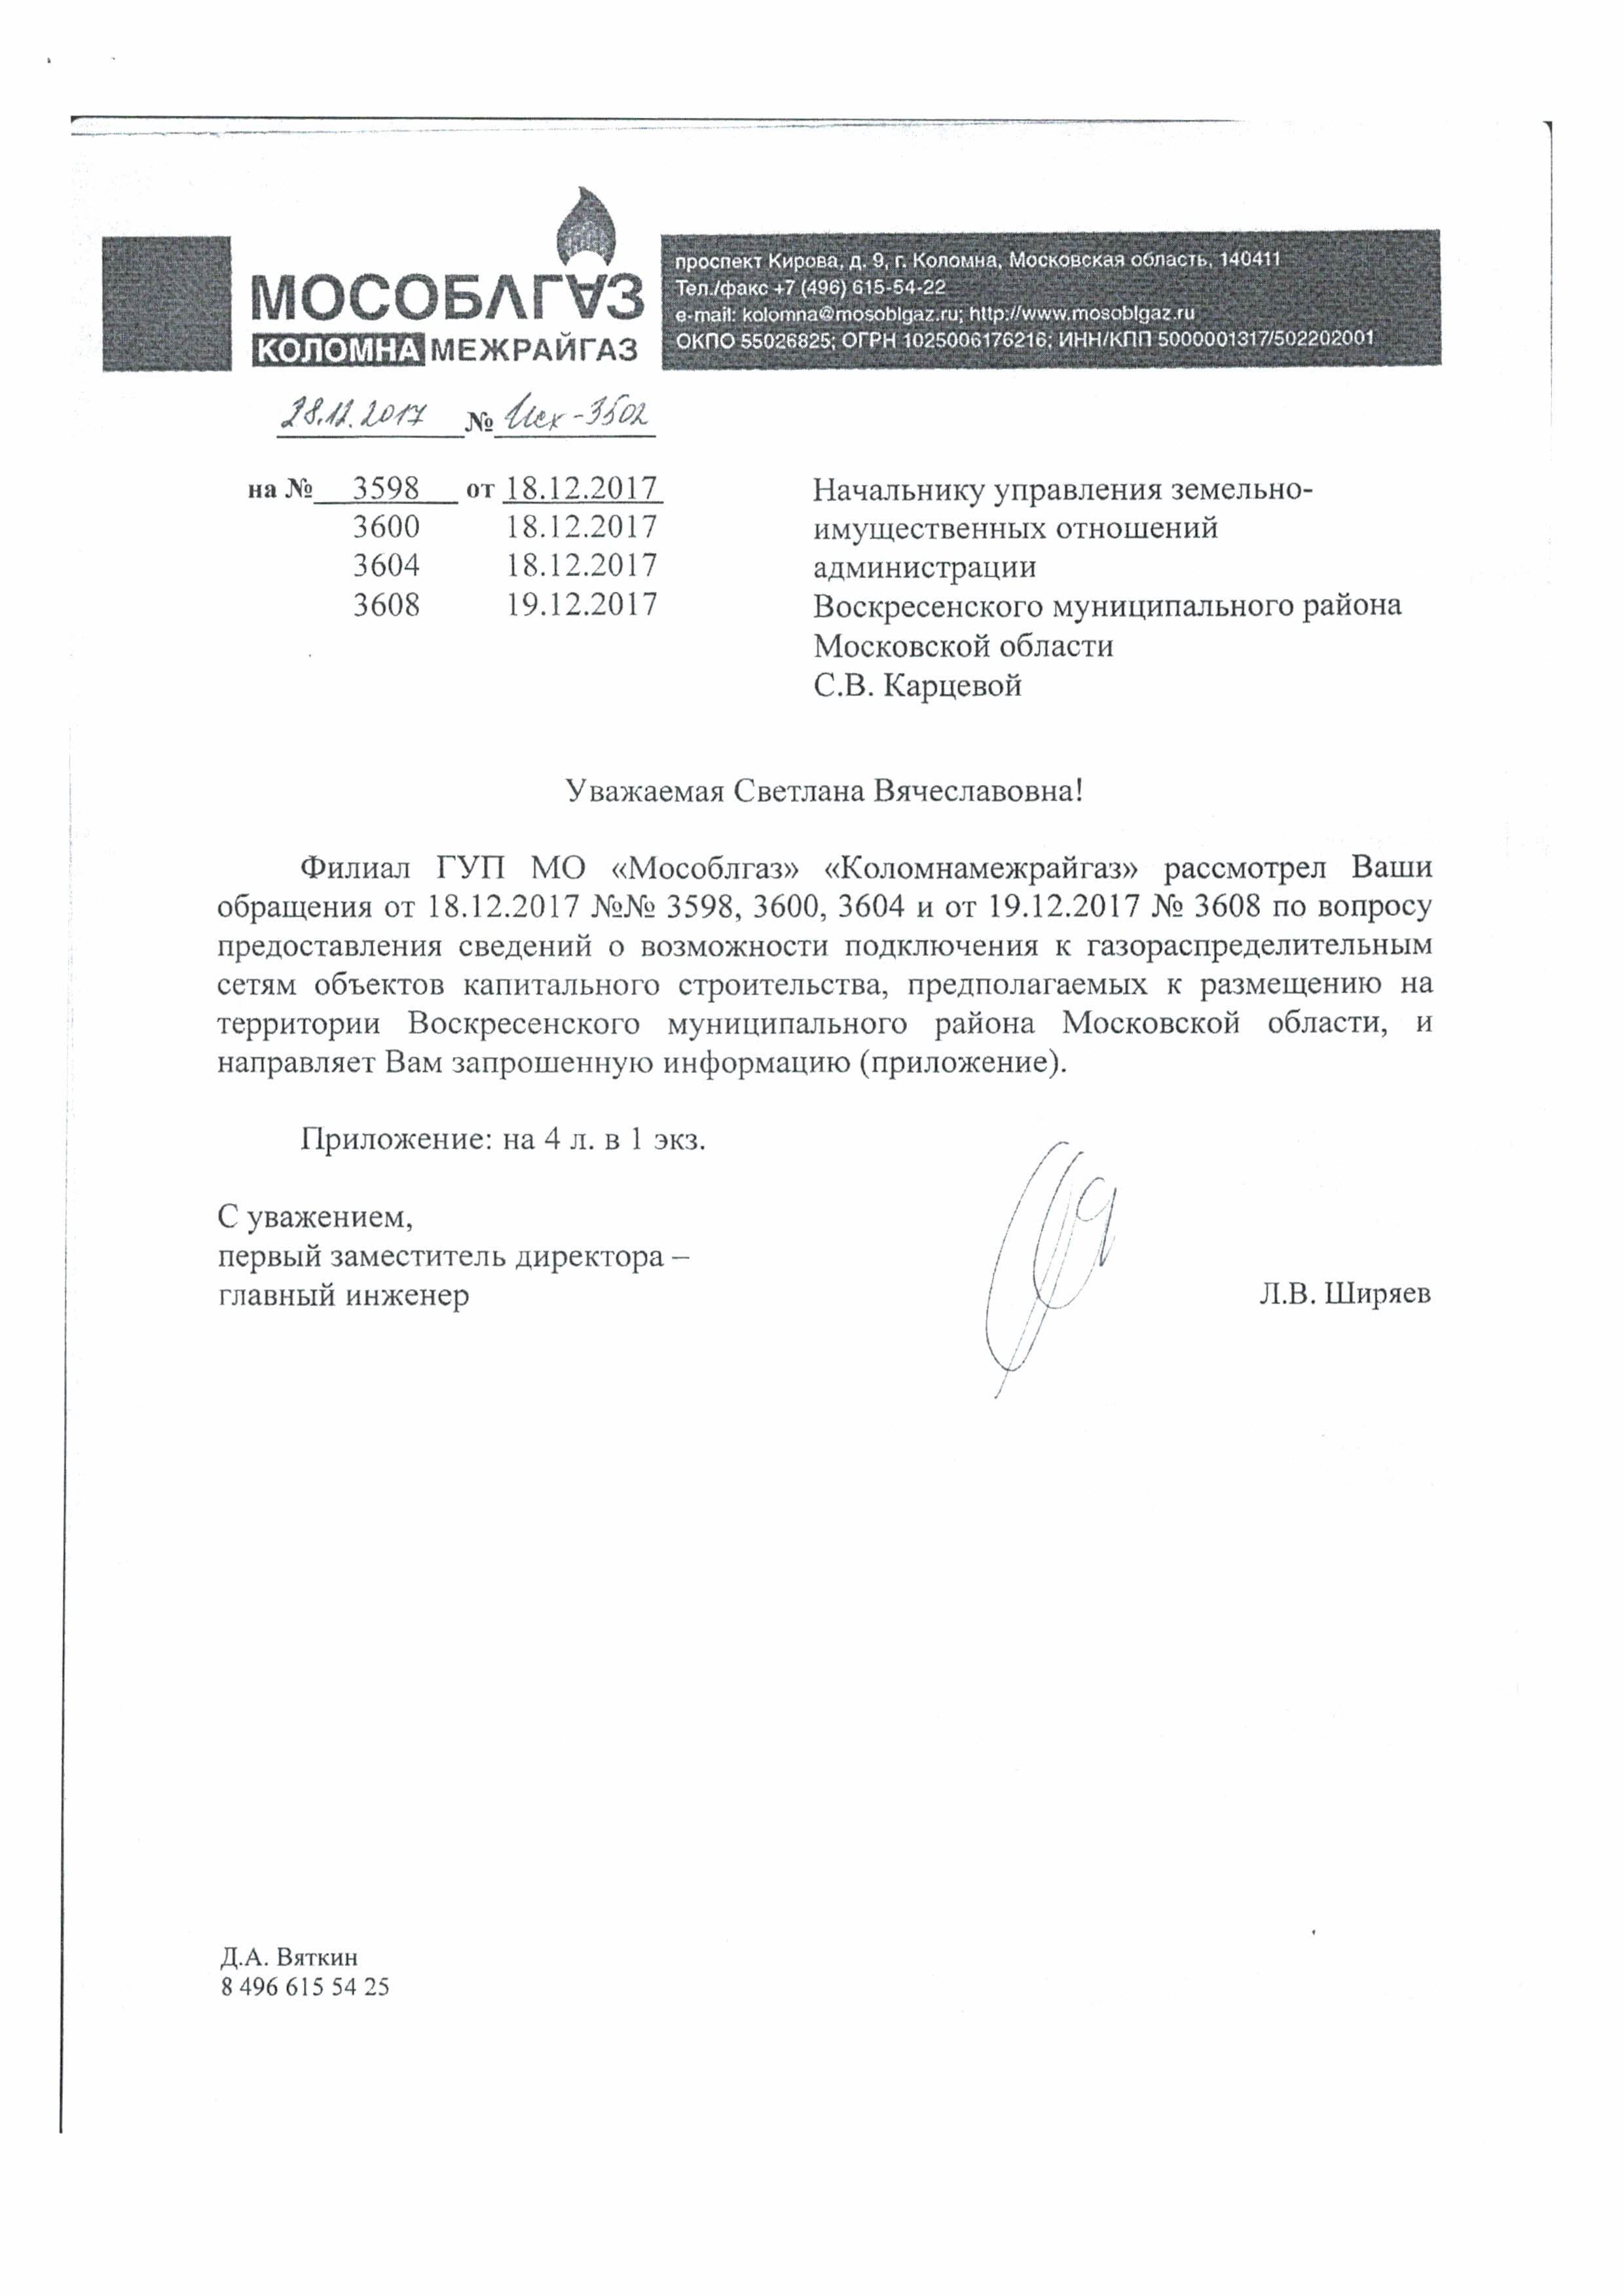 МОСОБЛГАЗ
КОЛОМНАМЕЖРАЙГАЗ
проспект Кирова, д. 9, г. Коломна, Московская область, 140411
Тел./факс +7 (496) 615-54-22
e-mail: kolomna@mosoblgaz.ru; http://www.mosoblgaz.ru
ОКПО 55026825; ОГРН 1025006176216; ИНН/КПП 5000001317/502202001
28.12.2017 № Исх-3502
на № 3598 от 18.12.2017
3600 18.12.2017
3604 18.12.2017
3608 19.12.2017
Начальнику управления земельно-
имущественных отношений
администрации
Воскресенского муниципального района
Московской области
С.В. Карцевой
Уважаемая Светлана Вячеславовна!
Филиал ГУП МО «Мособлгаз» «Коломнамежрайгаз» рассмотрел Ваши
обращения от 18.12.2017 №№ 3598, 3600, 3604 и от 19.12.2017 № 3608 по вопросу
предоставления сведений о возможности подключения к газораспределительным
сетям объектов капитального строительства, предполагаемых к размещению на
территории Воскресенского муниципального района Московской области, и
направляет Вам запрошенную информацию (приложение).
Приложение: на 4 л. в 1 экз.
С уважением,
первый заместитель директора –
главный инженер
Л.В. Ширяев
Д.А. Вяткин
8 496 615 54 25